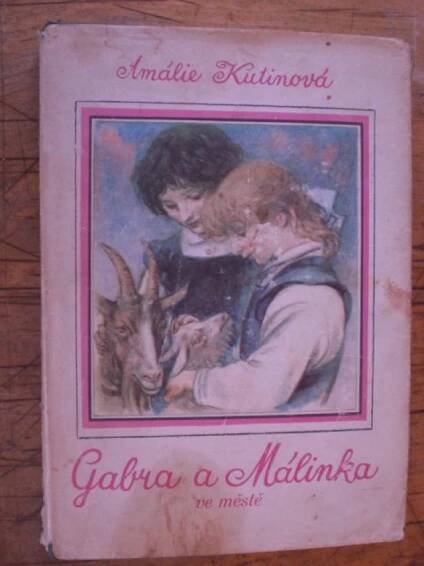 Amálie Kutinová
Gabra a Málinka
ve městě